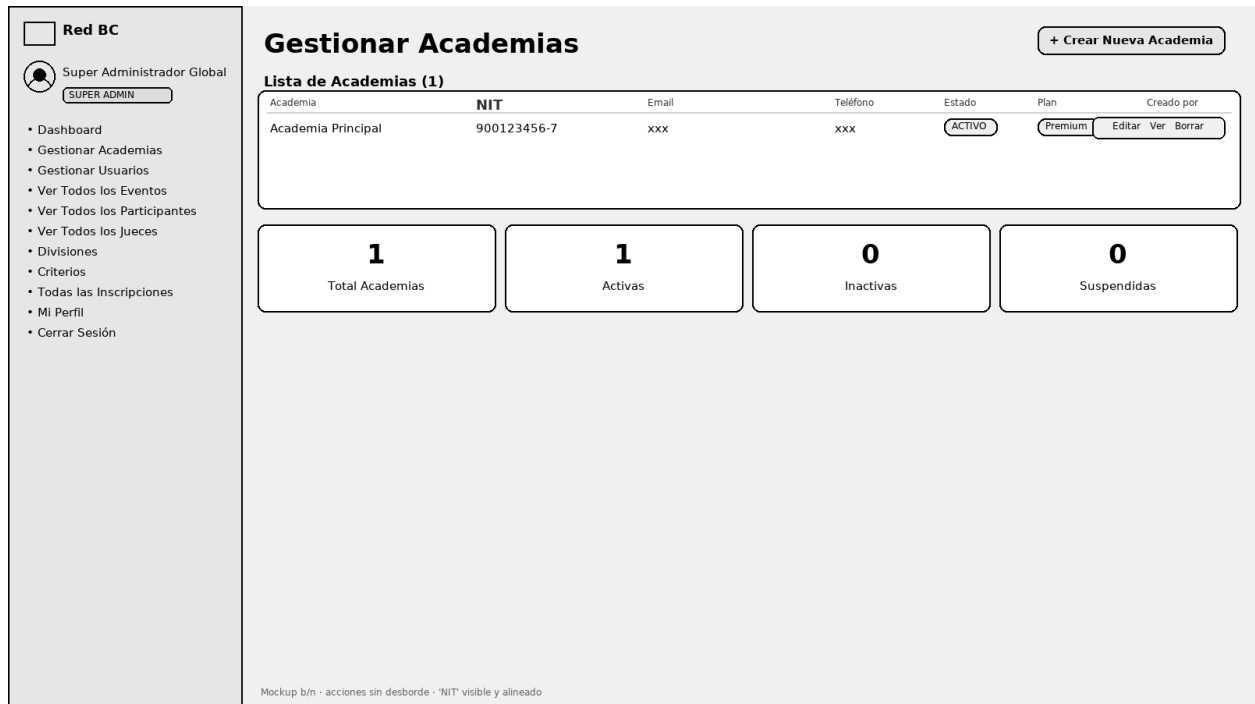 Red BC
Super Administrador Global
SUPER ADMIN
• Dashboard
• Gestionar Academias
• Gestionar Usuarios
• Ver Todos los Eventos
• Ver Todos los Participantes
• Ver Todos los Jueces
• Divisiones
• Criterios
• Todas las Inscripciones
• Mi Perfil
• Cerrar Sesión
Gestionar Academias
+ Crear Nueva Academia
Lista de Academias (1)
Academia NIT Email Teléfono Estado Plan Creado por
Academia Principal 900123456-7 xxx xxx ACTIVO Premium Editar Ver Borrar
1 1 0 0
Total Academias Activas Inactivas Suspendidas
Mockup b/n · acciones sin desborde · 'NIT' visible y alineado